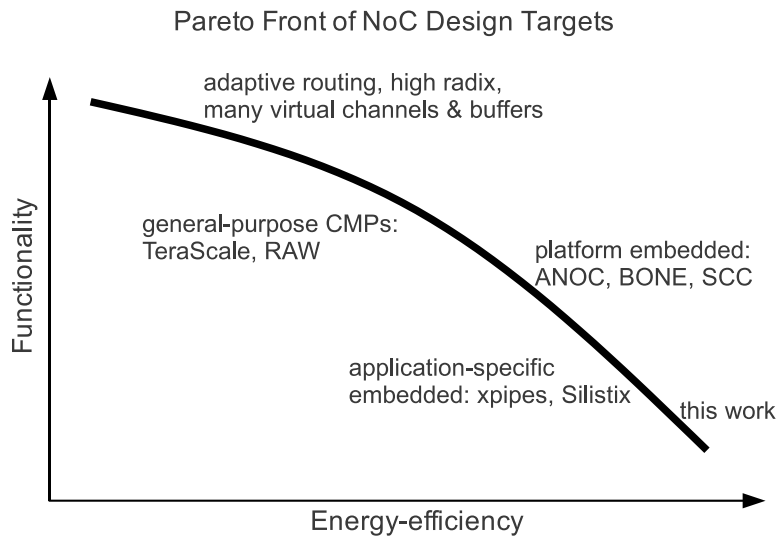 Pareto Front of NoC Design Targets
adaptive routing, high radix,
many virtual channels & buffers
general-purpose CMPs:
TeraScale, RAW
platform embedded:
ANOC, BONE, SCC
application-specific
embedded: xpipes, Silistix
this work
Functionality
Energy-efficiency